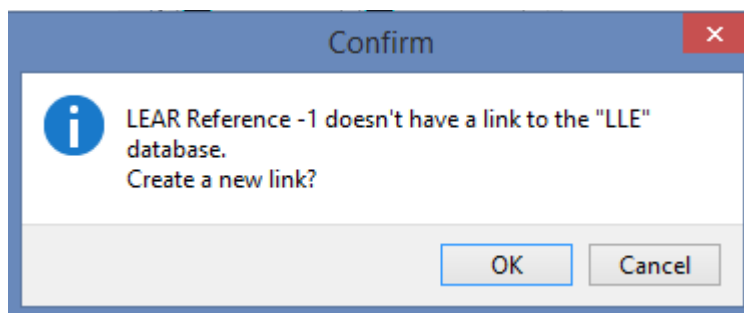 Confirm
LEAR Reference -1 doesn't have a link to the "LLE"
database.
Create a new link?
OK
Cancel